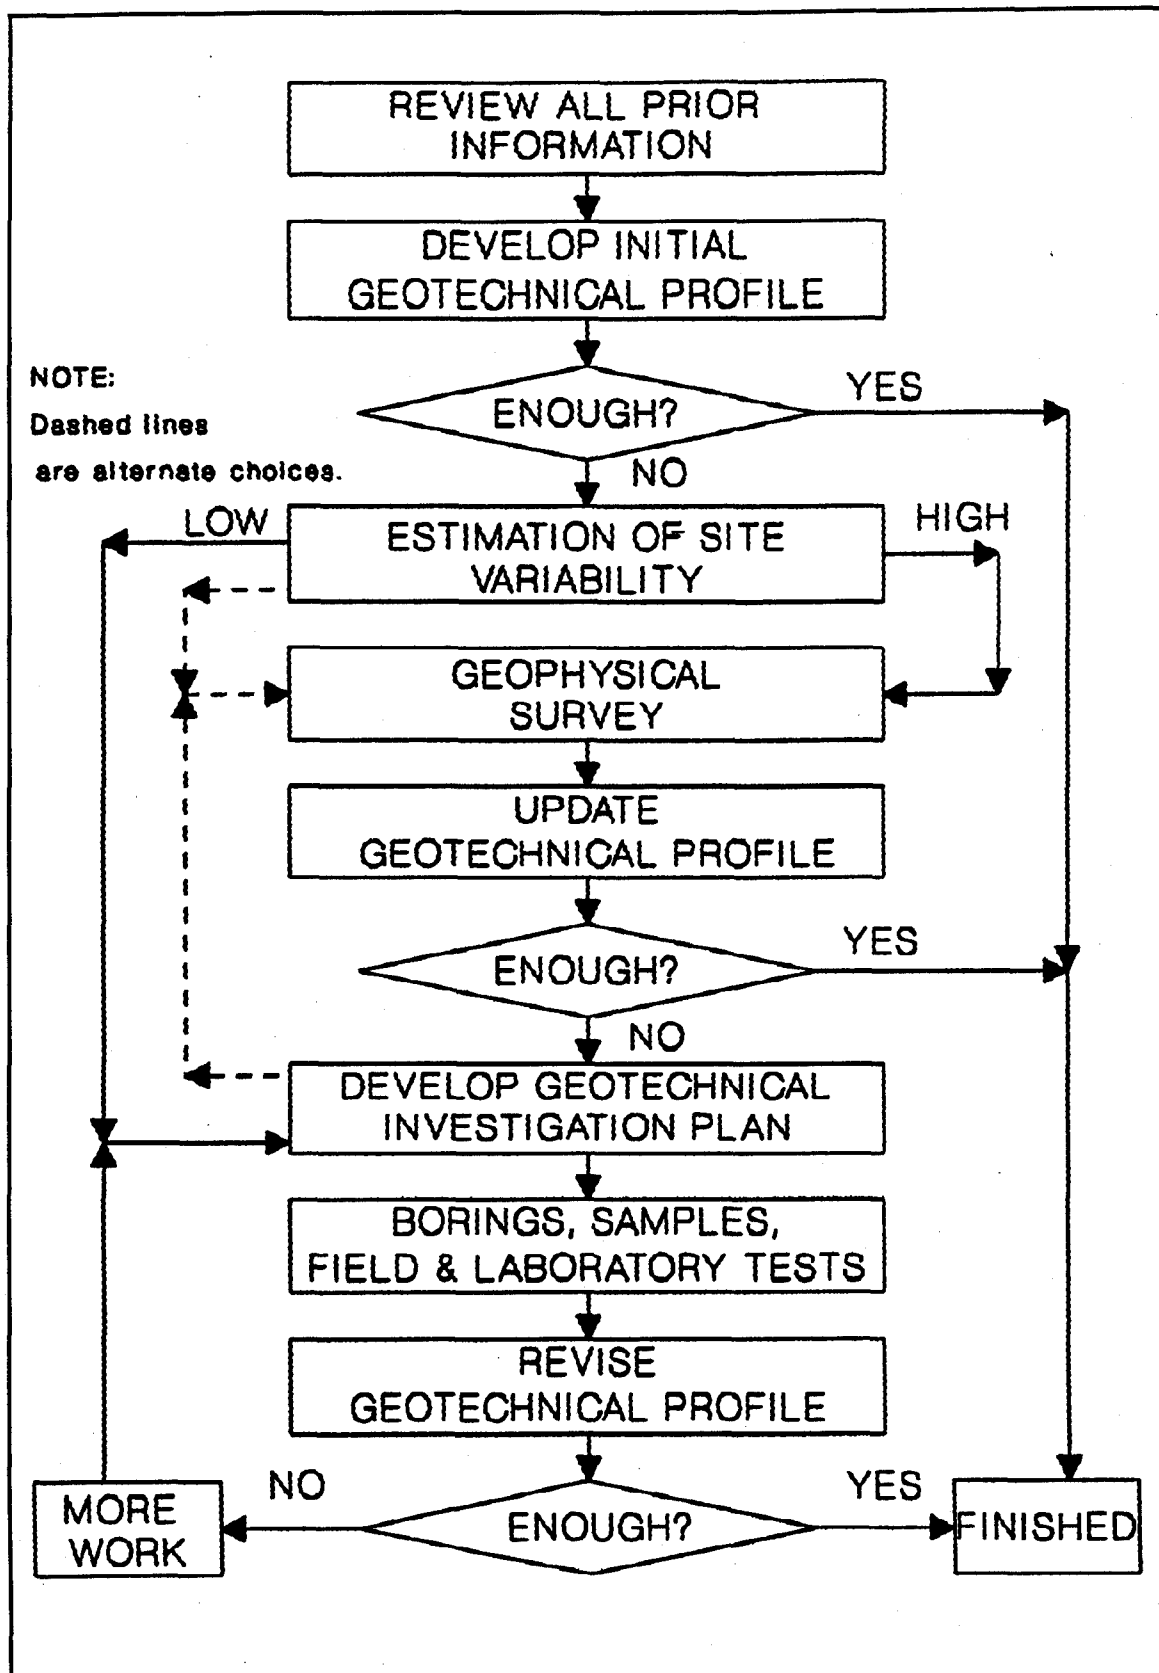 REVIEW ALL PRIOR
INFORMATION
DEVELOP INITIAL
GEOTECHNICAL PROFILE
NOTE:
Dashed lines
are alternate choices.
ENOUGH?
YES
NO
LOW
ESTIMATION OF SITE
VARIABILITY
HIGH
GEOPHYSICAL
SURVEY
UPDATE
GEOTECHNICAL PROFILE
ENOUGH?
YES
NO
DEVELOP GEOTECHNICAL
INVESTIGATION PLAN
BORINGS, SAMPLES,
FIELD & LABORATORY TESTS
REVISE
GEOTECHNICAL PROFILE
NO
ENOUGH?
YES
MORE
WORK
FINISHED